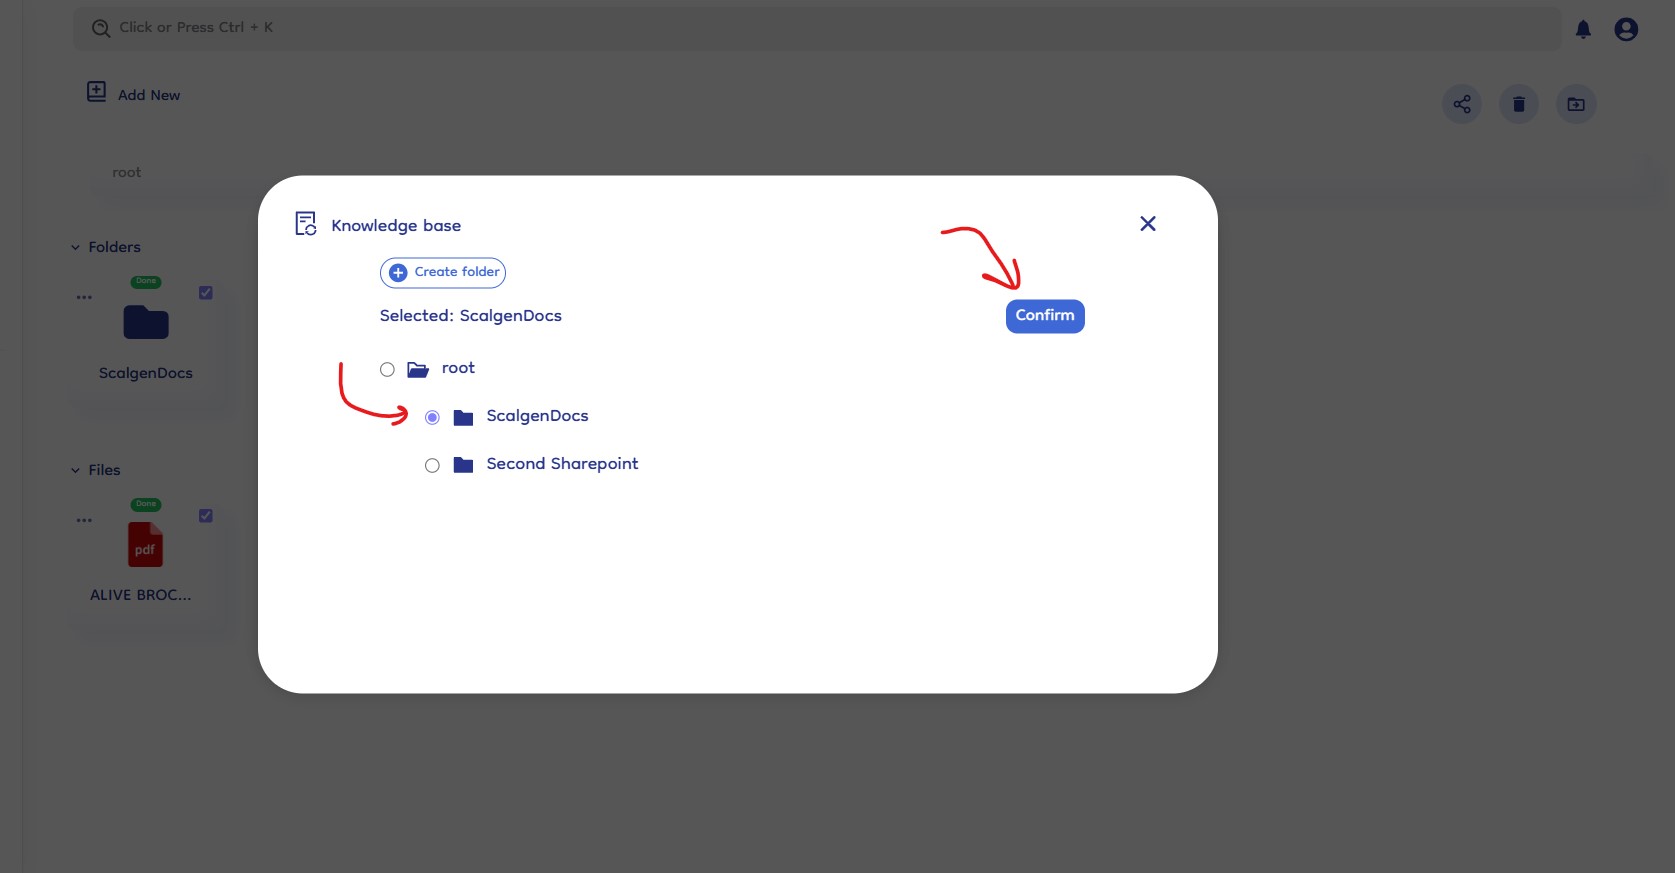 Click or Press Ctrl + K
Add New
root
Knowledge base
Create folder
Folders
Selected: ScalgenDocs
Confirm
Done
root
ScalgenDocs
ScalgenDocs
Second Sharepoint
Files
Done
pdf
ALIVE BROC...